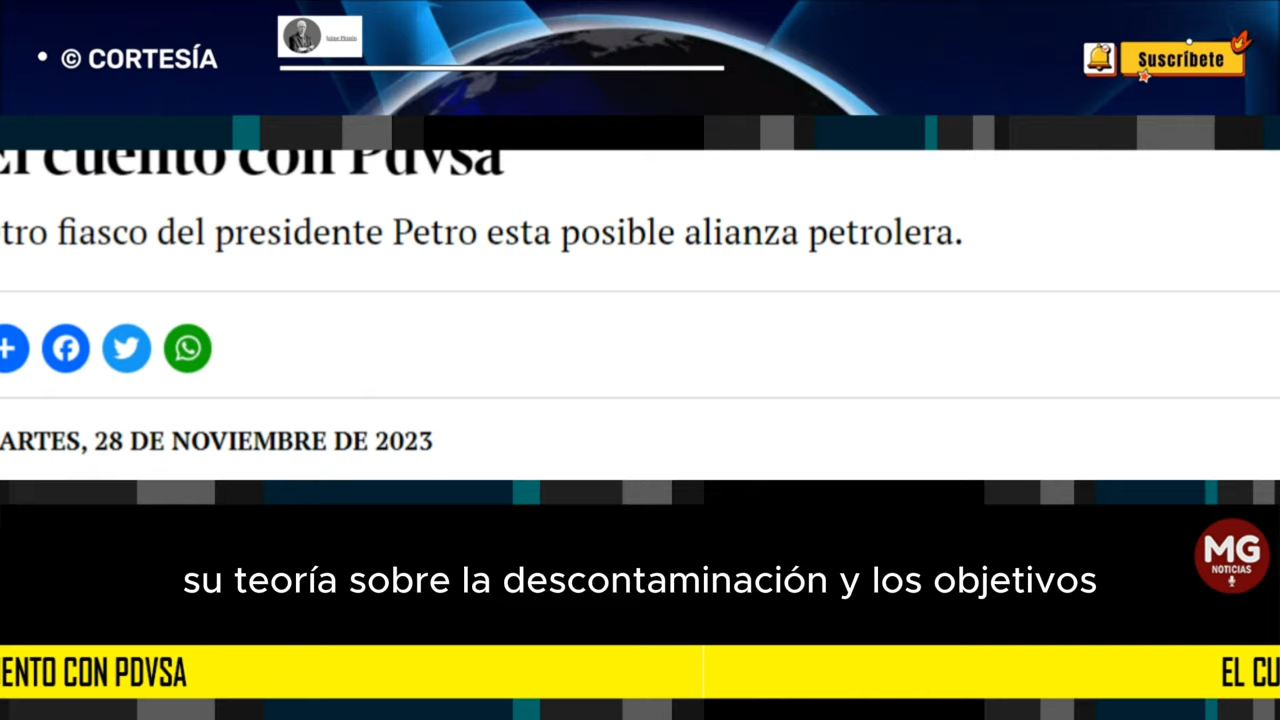 • © CORTESÍA
Suscríbete
El cuento con Pdvsa
tro fiasco del presidente Petro esta posible alianza petrolera.
ARTES, 28 DE NOVIEMBRE DE 2023
su teoría sobre la descontaminación y los objetivos
MG
NOTICIAS
ENTO CON PDVSA
EL CU